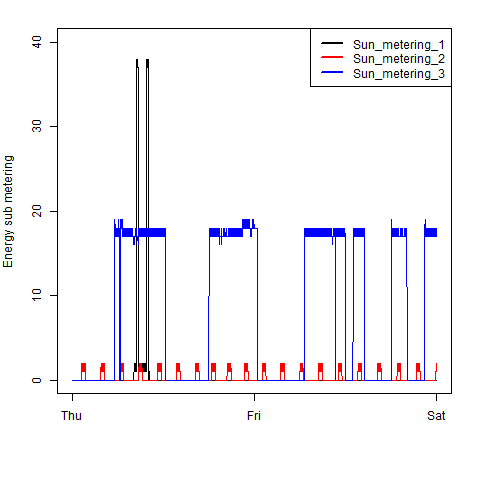 40
Sun_metering_1
Sun_metering_2
Sun_metering_3
30
Energy sub metering
20
10
0
Thu Fri Sat